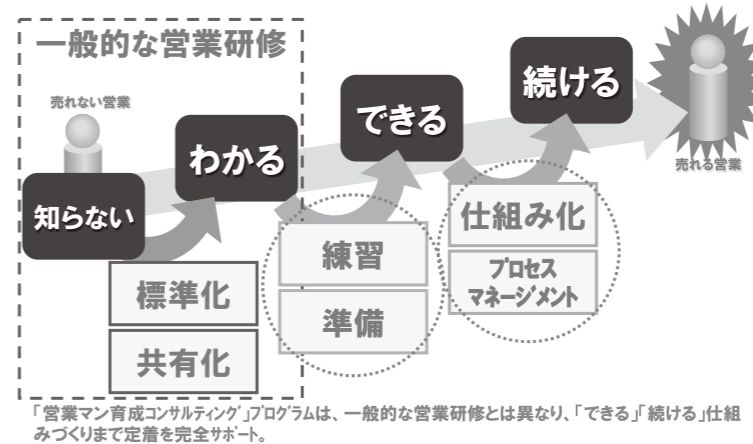 一般的な営業研修
売れない営業
知らない
わかる
できる
続ける
売れる営業
標準化
共有化
練習
準備
仕組み化
プロセス
マネージメント
「営業マン育成コンサルティング」プログラムは、一般的な営業研修とは異なり、「できる」「続ける」仕組
みづくりまで定着を完全サポート。